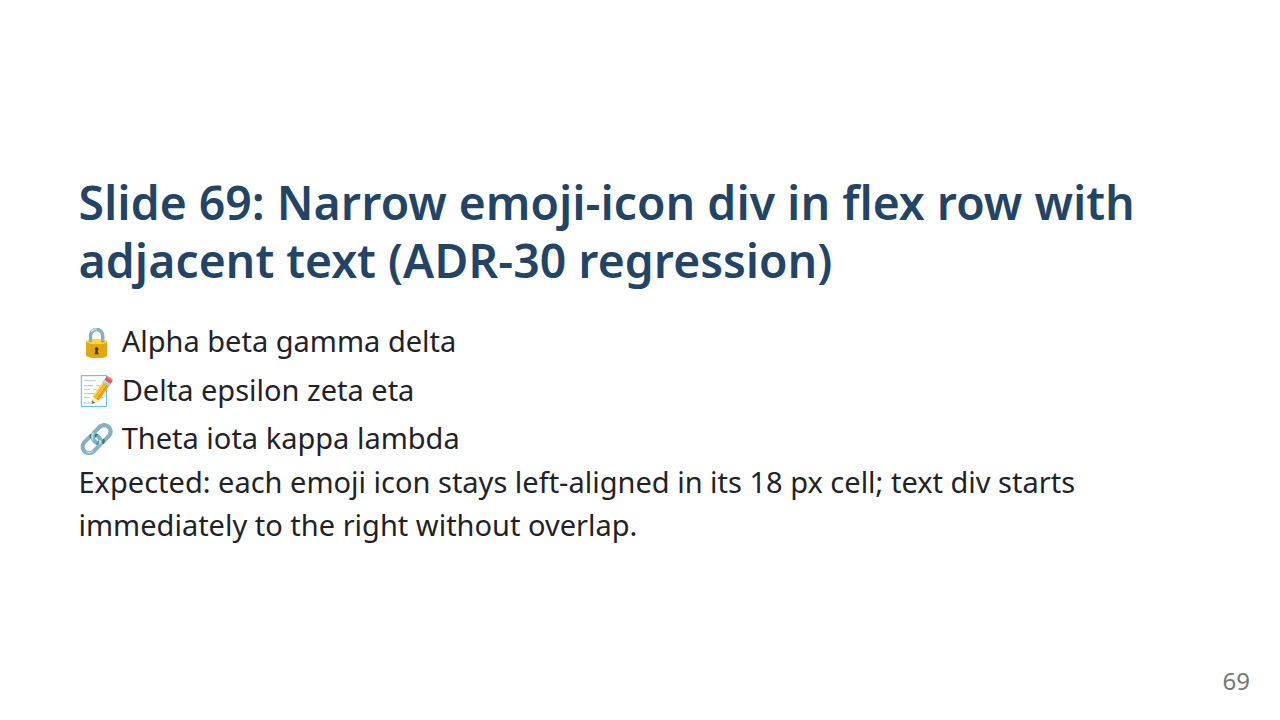 Slide 69: Narrow emoji-icon div in flex row with
adjacent text (ADR-30 regression)
🔒 Alpha beta gamma delta
📝 Delta epsilon zeta eta
🔗 Theta iota kappa lambda
Expected: each emoji icon stays left-aligned in its 18 px cell; text div starts
immediately to the right without overlap.
69